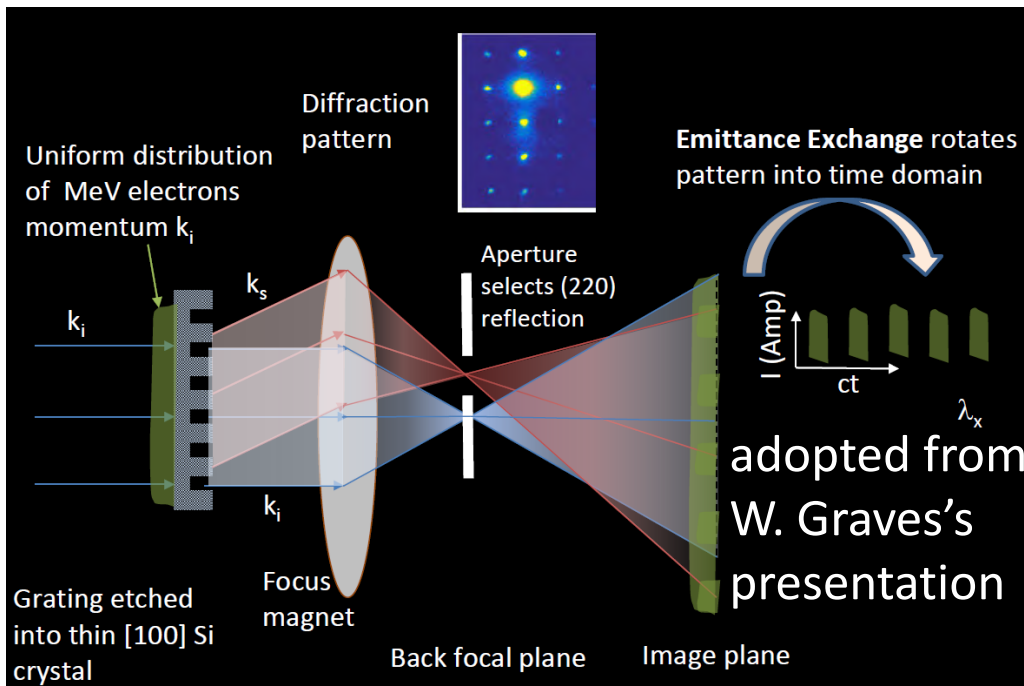 Diffraction
pattern
Uniform distribution
of MeV electrons
momentum kᵢ
Emittance Exchange rotates
pattern into time domain
Aperture
selects (220)
reflection
kₛ
kᵢ
kᵢ
I (Amp)
ct
λₓ
adopted from
W. Graves's
presentation
Focus
magnet
Grating etched
into thin [100] Si
crystal
Back focal plane
Image plane